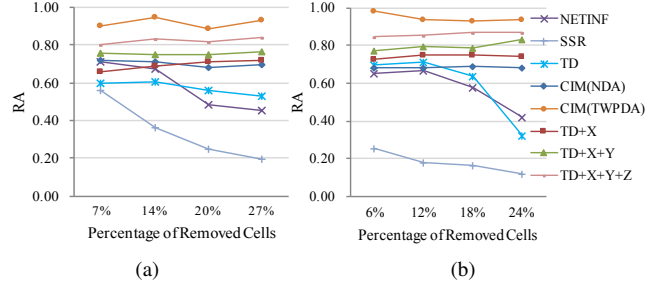 1.00
0.80
0.60
0.40
0.20
0.00
RA
7% 14% 20% 27%
Percentage of Removed Cells
(a)
1.00
0.80
0.60
0.40
0.20
0.00
RA
6% 12% 18% 24%
Percentage of Removed Cells
(b)
NETINF
SSR
TD
CIM(NDA)
CIM(TWPDA)
TD+X
TD+X+Y
TD+X+Y+Z